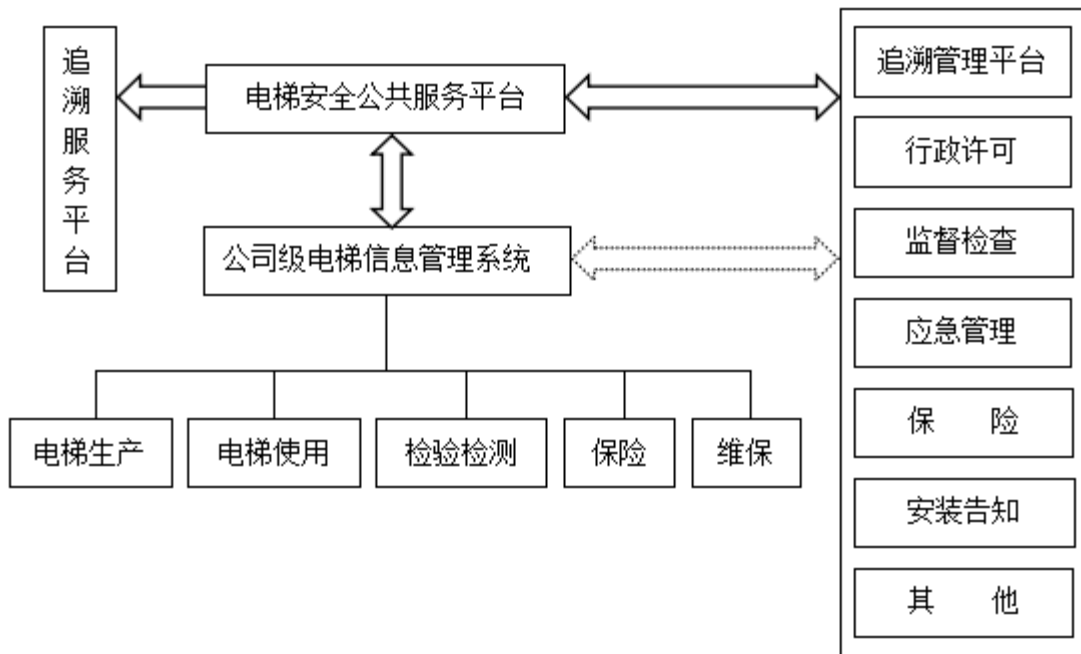 追溯服务平台
电梯安全公共服务平台
追溯管理平台
行政许可
公司级电梯信息管理系统
监督检查
应急管理
电梯生产
电梯使用
检验检测
保险
维保
保 险
安装告知
其 他